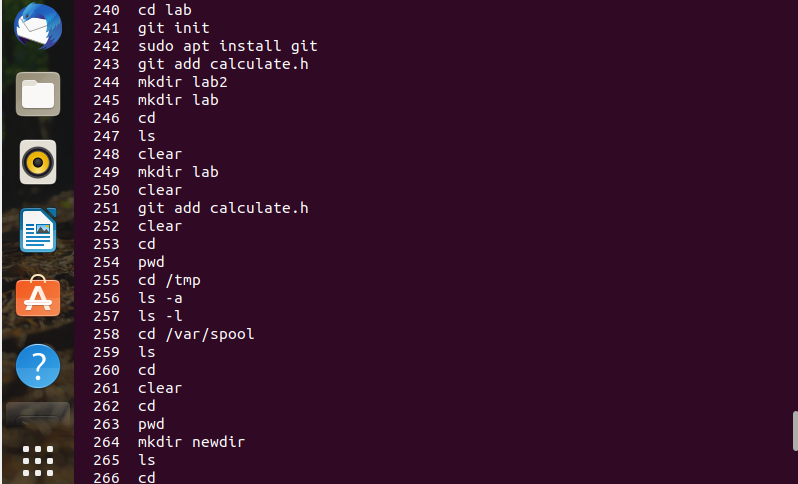 240 cd lab
241 git init
242 sudo apt install git
243 git add calculate.h
244 mkdir lab2
245 mkdir lab
246 cd
247 ls
248 clear
249 mkdir lab
250 clear
251 git add calculate.h
252 clear
253 cd
254 pwd
255 cd /tmp
256 ls -a
257 ls -l
258 cd /var/spool
259 ls
260 cd
261 clear
262 cd
263 pwd
264 mkdir newdir
265 ls
266 cd